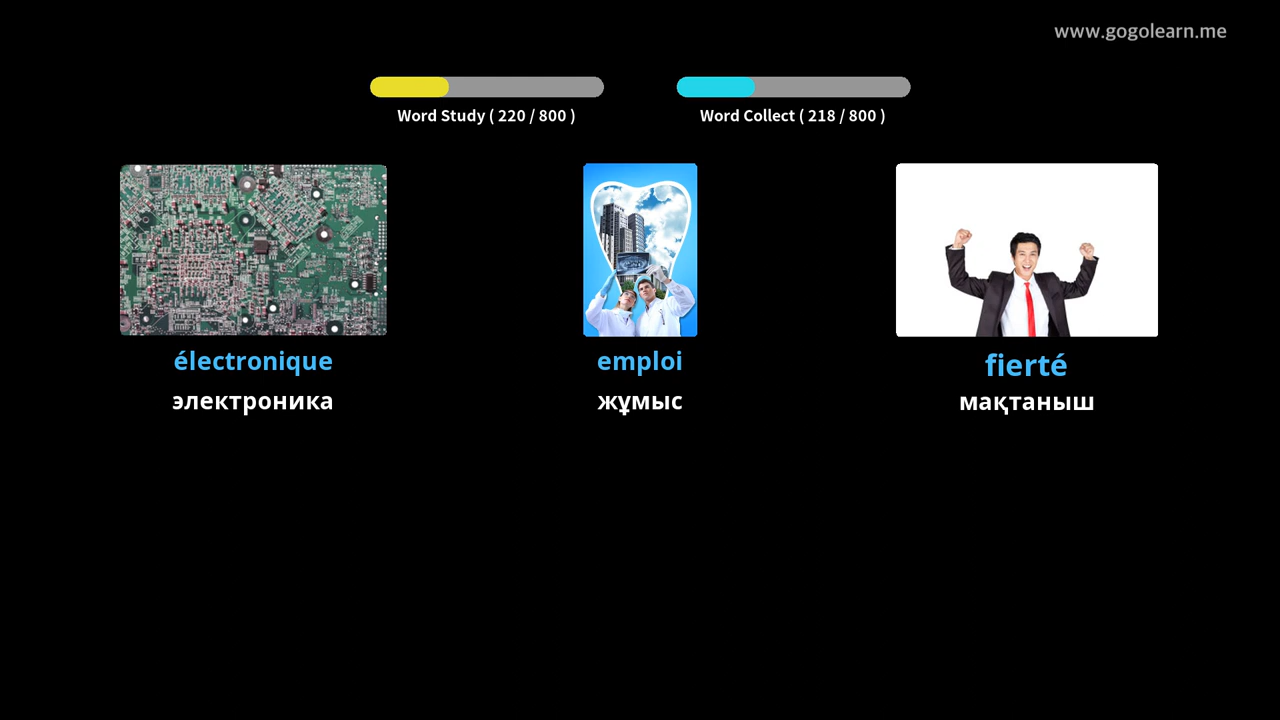 www.gogolearn.me
Word Study ( 220 / 800 )
Word Collect ( 218 / 800 )
électronique
emploi
fierté
электроника
жұмыс
мақтаныш